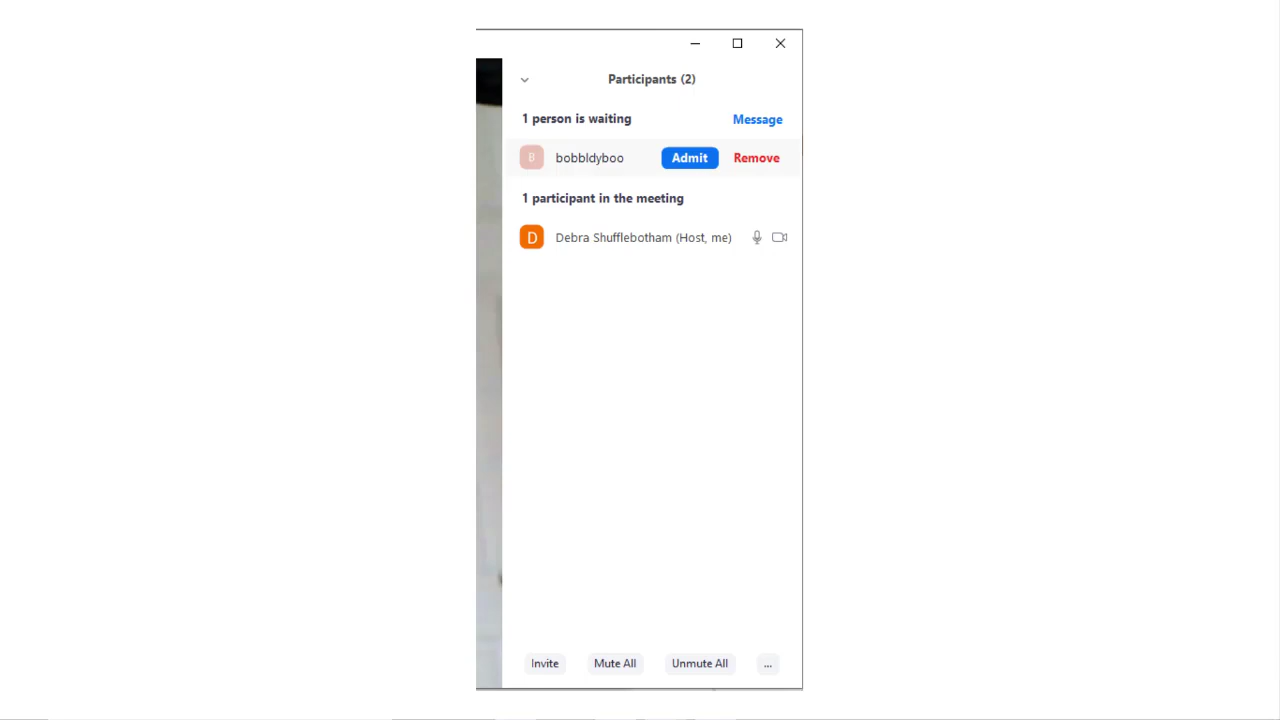 Participants (2)
1 person is waiting Message
B bobbldyboo Admit Remove
1 participant in the meeting
D Debra Shufflebotham (Host, me)
Invite Mute All Unmute All ...